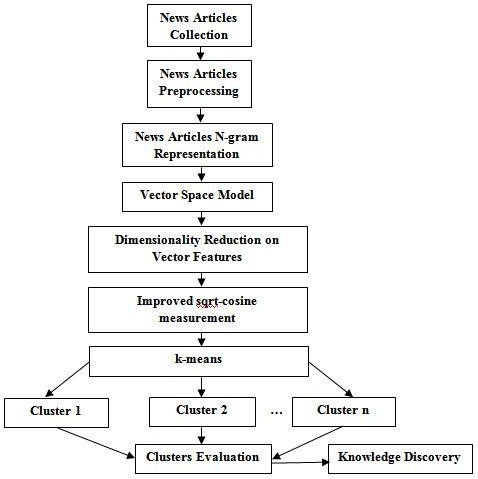 News Articles
Collection
News Articles
Preprocessing
News Articles N-gram
Representation
Vector Space Model
Dimensionality Reduction on
Vector Features
Improved sqrt-cosine
measurement
k-means
Cluster 1
Cluster 2
...
Cluster n
Clusters Evaluation
Knowledge Discovery